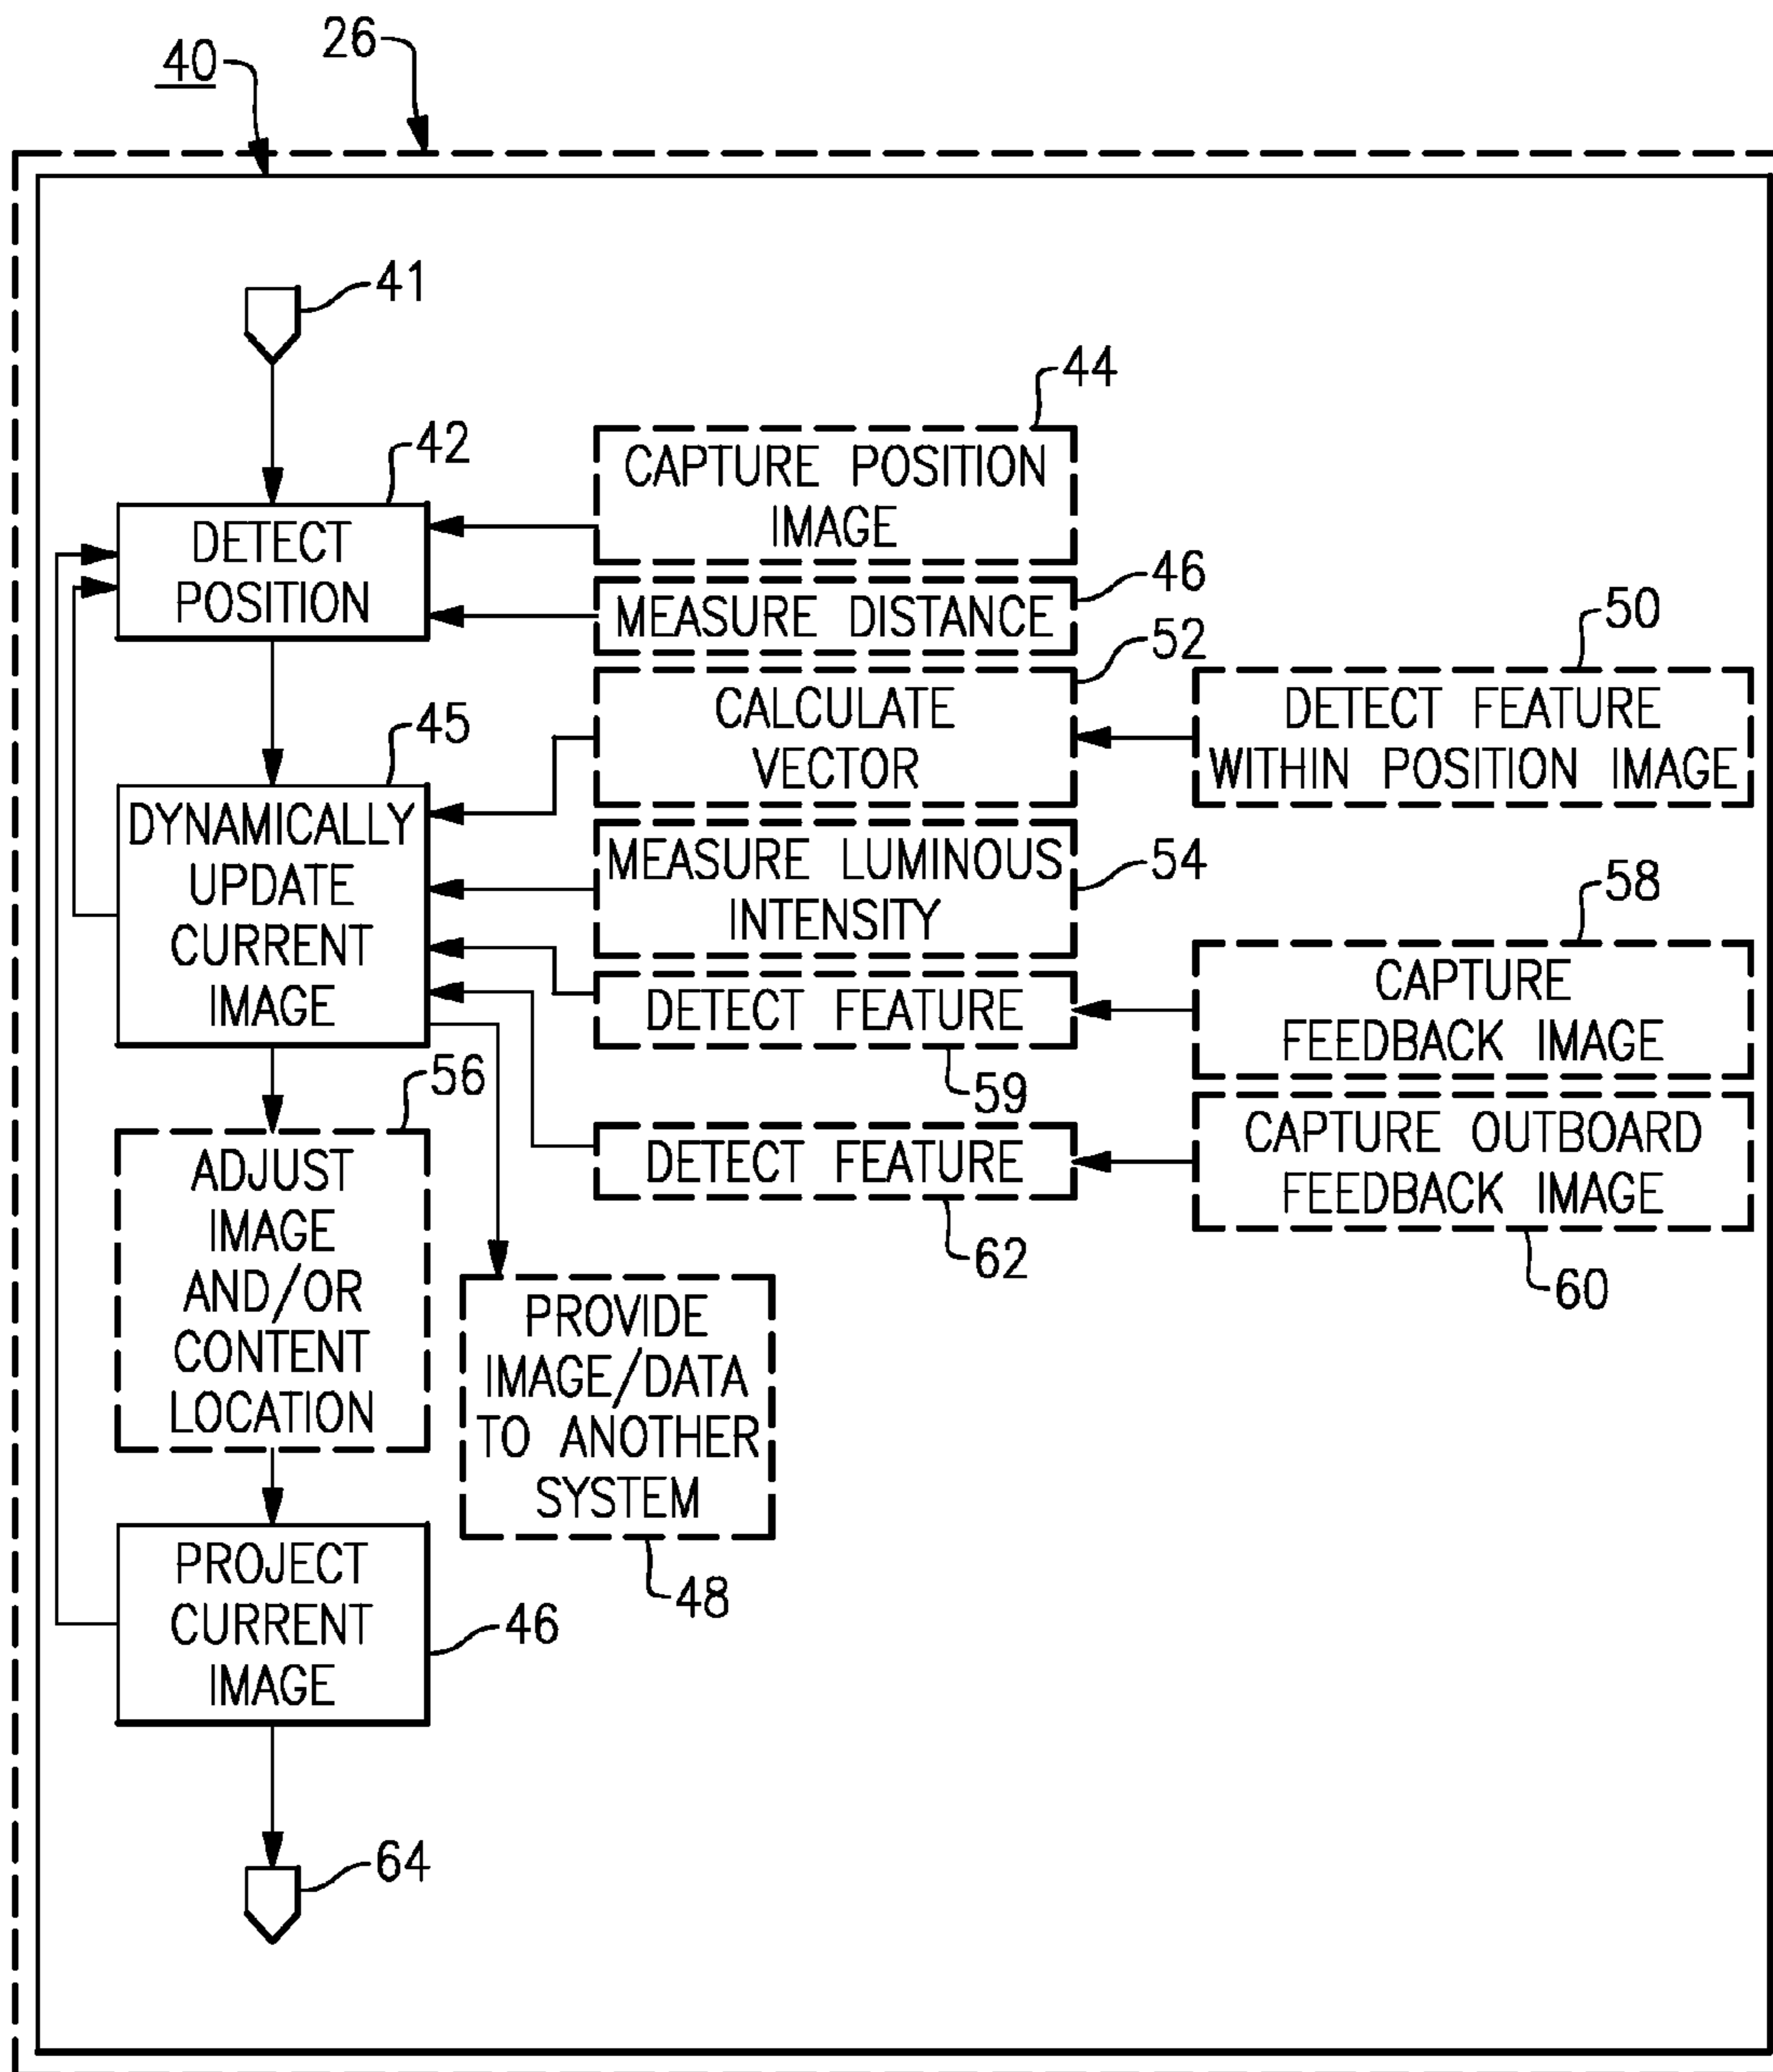 26
40
41
44
CAPTURE POSITION
IMAGE
42
DETECT
POSITION
46
MEASURE DISTANCE
52
CALCULATE
VECTOR
50
DETECT FEATURE
WITHIN POSITION IMAGE
45
DYNAMICALLY
UPDATE
CURRENT
IMAGE
MEASURE LUMINOUS
INTENSITY
54
58
CAPTURE
FEEDBACK IMAGE
DETECT FEATURE
59
CAPTURE OUTBOARD
FEEDBACK IMAGE
60
DETECT FEATURE
62
56
ADJUST
IMAGE
AND/OR
CONTENT
LOCATION
PROVIDE
IMAGE/DATA
TO ANOTHER
SYSTEM
48
PROJECT
CURRENT
IMAGE
46
64